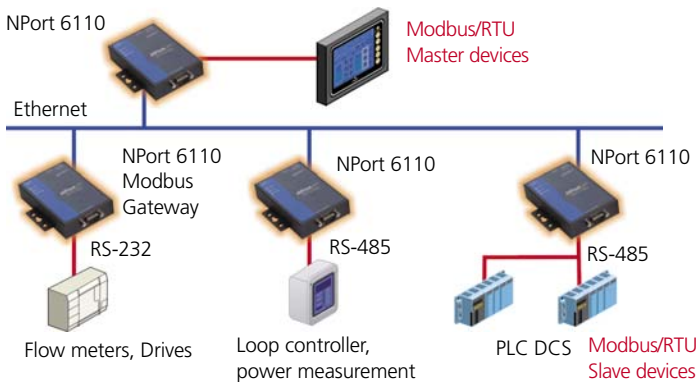 NPort 6110
Modbus/RTU
Master devices
Ethernet
NPort 6110
Modbus
Gateway
NPort 6110
NPort 6110
RS-232
RS-485
RS-485
Flow meters, Drives
Loop controller,
power measurement
PLC DCS
Modbus/RTU
Slave devices